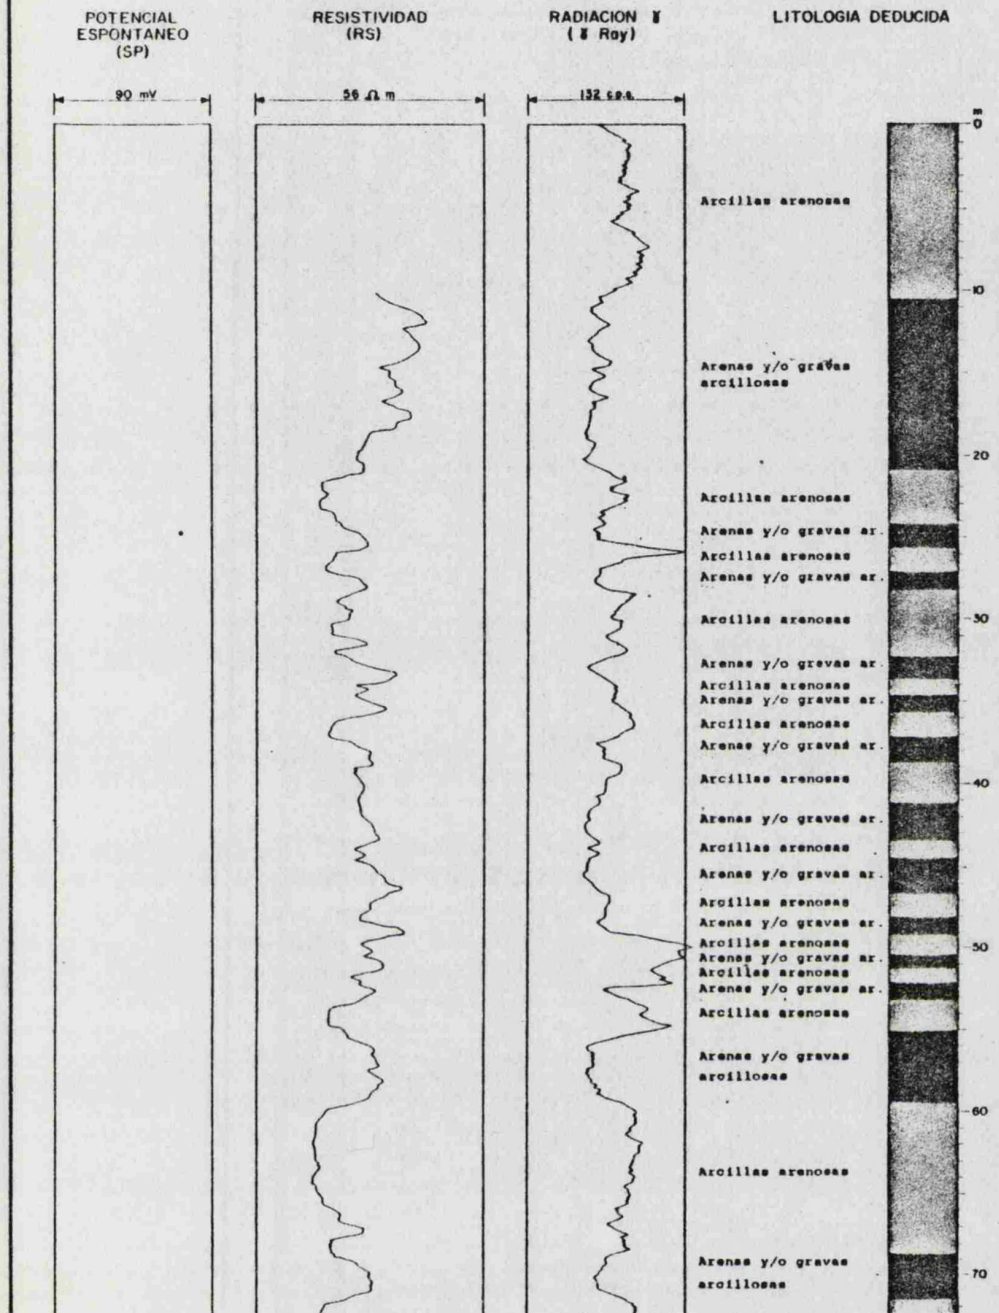 POTENCIAL
ESPONTANEO
(SP)
RESISTIVIDAD
(RS)
RADIACION ɣ
(ɣ Ray)
LITOLOGIA DEDUCIDA
90 mV
56 Ω m
132 c.p.s.
m
0
Arcillas arenosas
10
Arenas y/o gravas
arcillosas
20
Arcillas arenosas
Arenas y/o gravas ar.
Arcillas arenosas
Arenas y/o gravas ar.
Arcillas arenosas
30
Arenas y/o gravas ar.
Arcillas arenosas
Arenas y/o gravas ar.
Arcillas arenosas
Arenas y/o gravas ar.
Arcillas arenosas
40
Arenas y/o gravas ar.
Arcillas arenosas
Arenas y/o gravas ar.
Arcillas arenosas
Arenas y/o gravas ar.
Arcillas arenosas
50
Arenas y/o gravas ar.
Arcillas arenosas
Arenas y/o gravas ar.
Arcillas arenosas
Arenas y/o gravas
arcillosas
60
Arcillas arenosas
Arenas y/o gravas
arcillosas
70